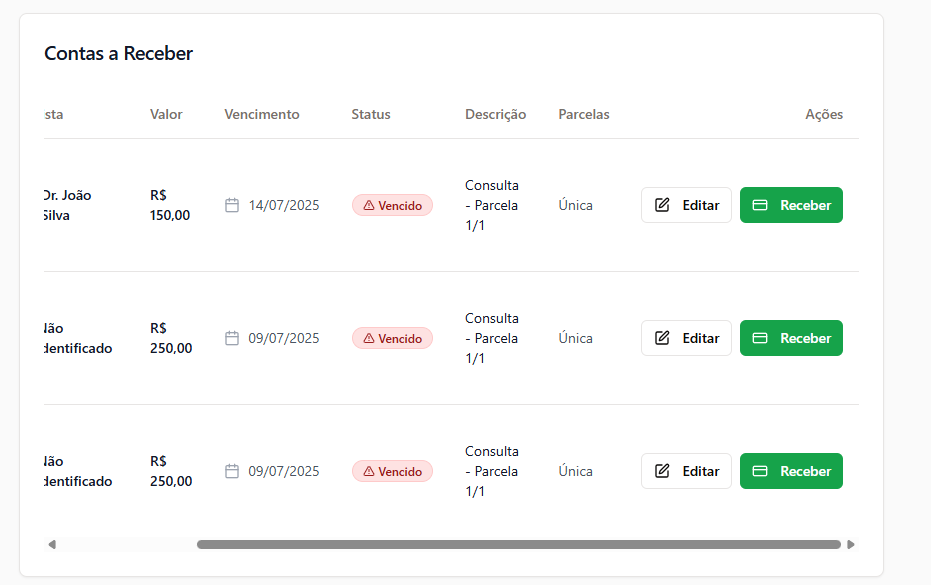 Contas a Receber
sta Valor Vencimento Status Descrição Parcelas Ações
Dr. João
Silva
R$
150,00
14/07/2025
Vencido
Consulta
- Parcela
1/1
Única
Editar
Receber
Não
dentificado
R$
250,00
09/07/2025
Vencido
Consulta
- Parcela
1/1
Única
Editar
Receber
Não
dentificado
R$
250,00
09/07/2025
Vencido
Consulta
- Parcela
1/1
Única
Editar
Receber